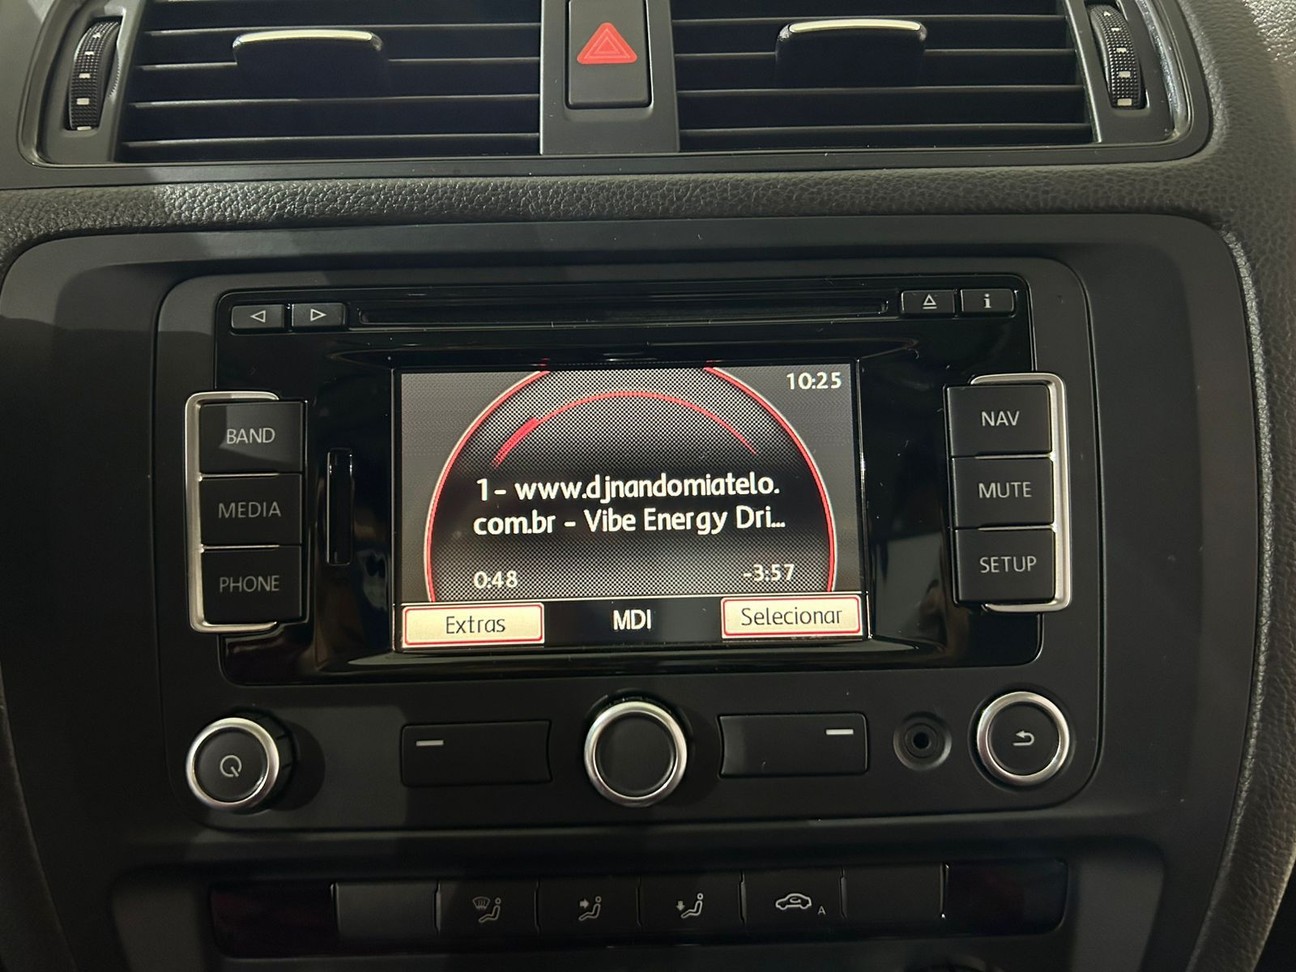 10:25
BAND
NAV
MEDIA
MUTE
PHONE
SETUP
1 - www.djnandomiatelo.
com.br - Vibe Energy Dri...
0:48
-3:57
Extras
MDI
Selecionar
i
A